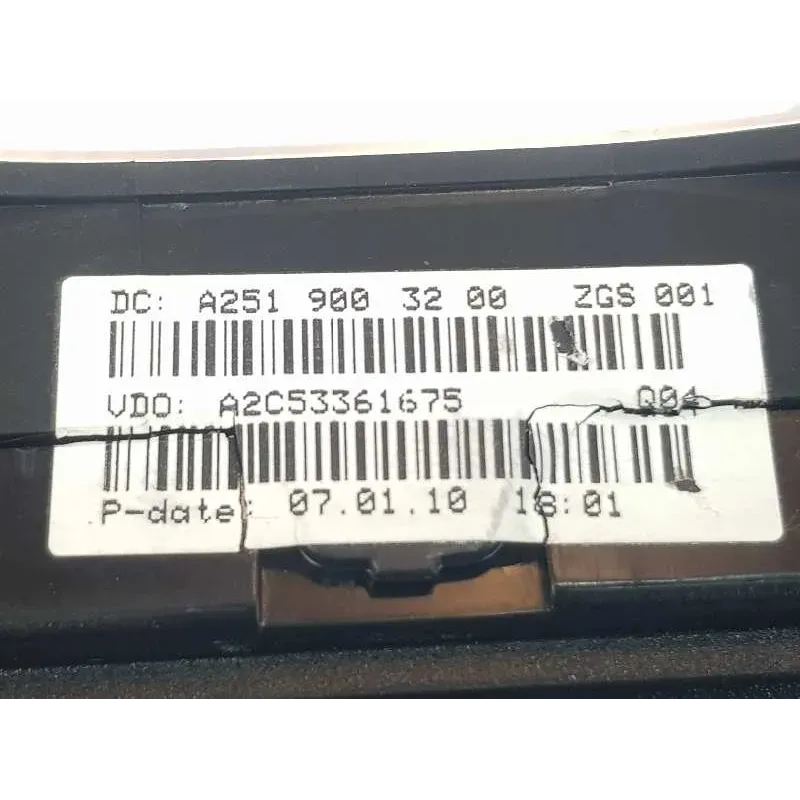 DC: A251 900 32 00 ZGS 001
VDO: A2C53361675 Q04
P-date: 07.01.10 18:01